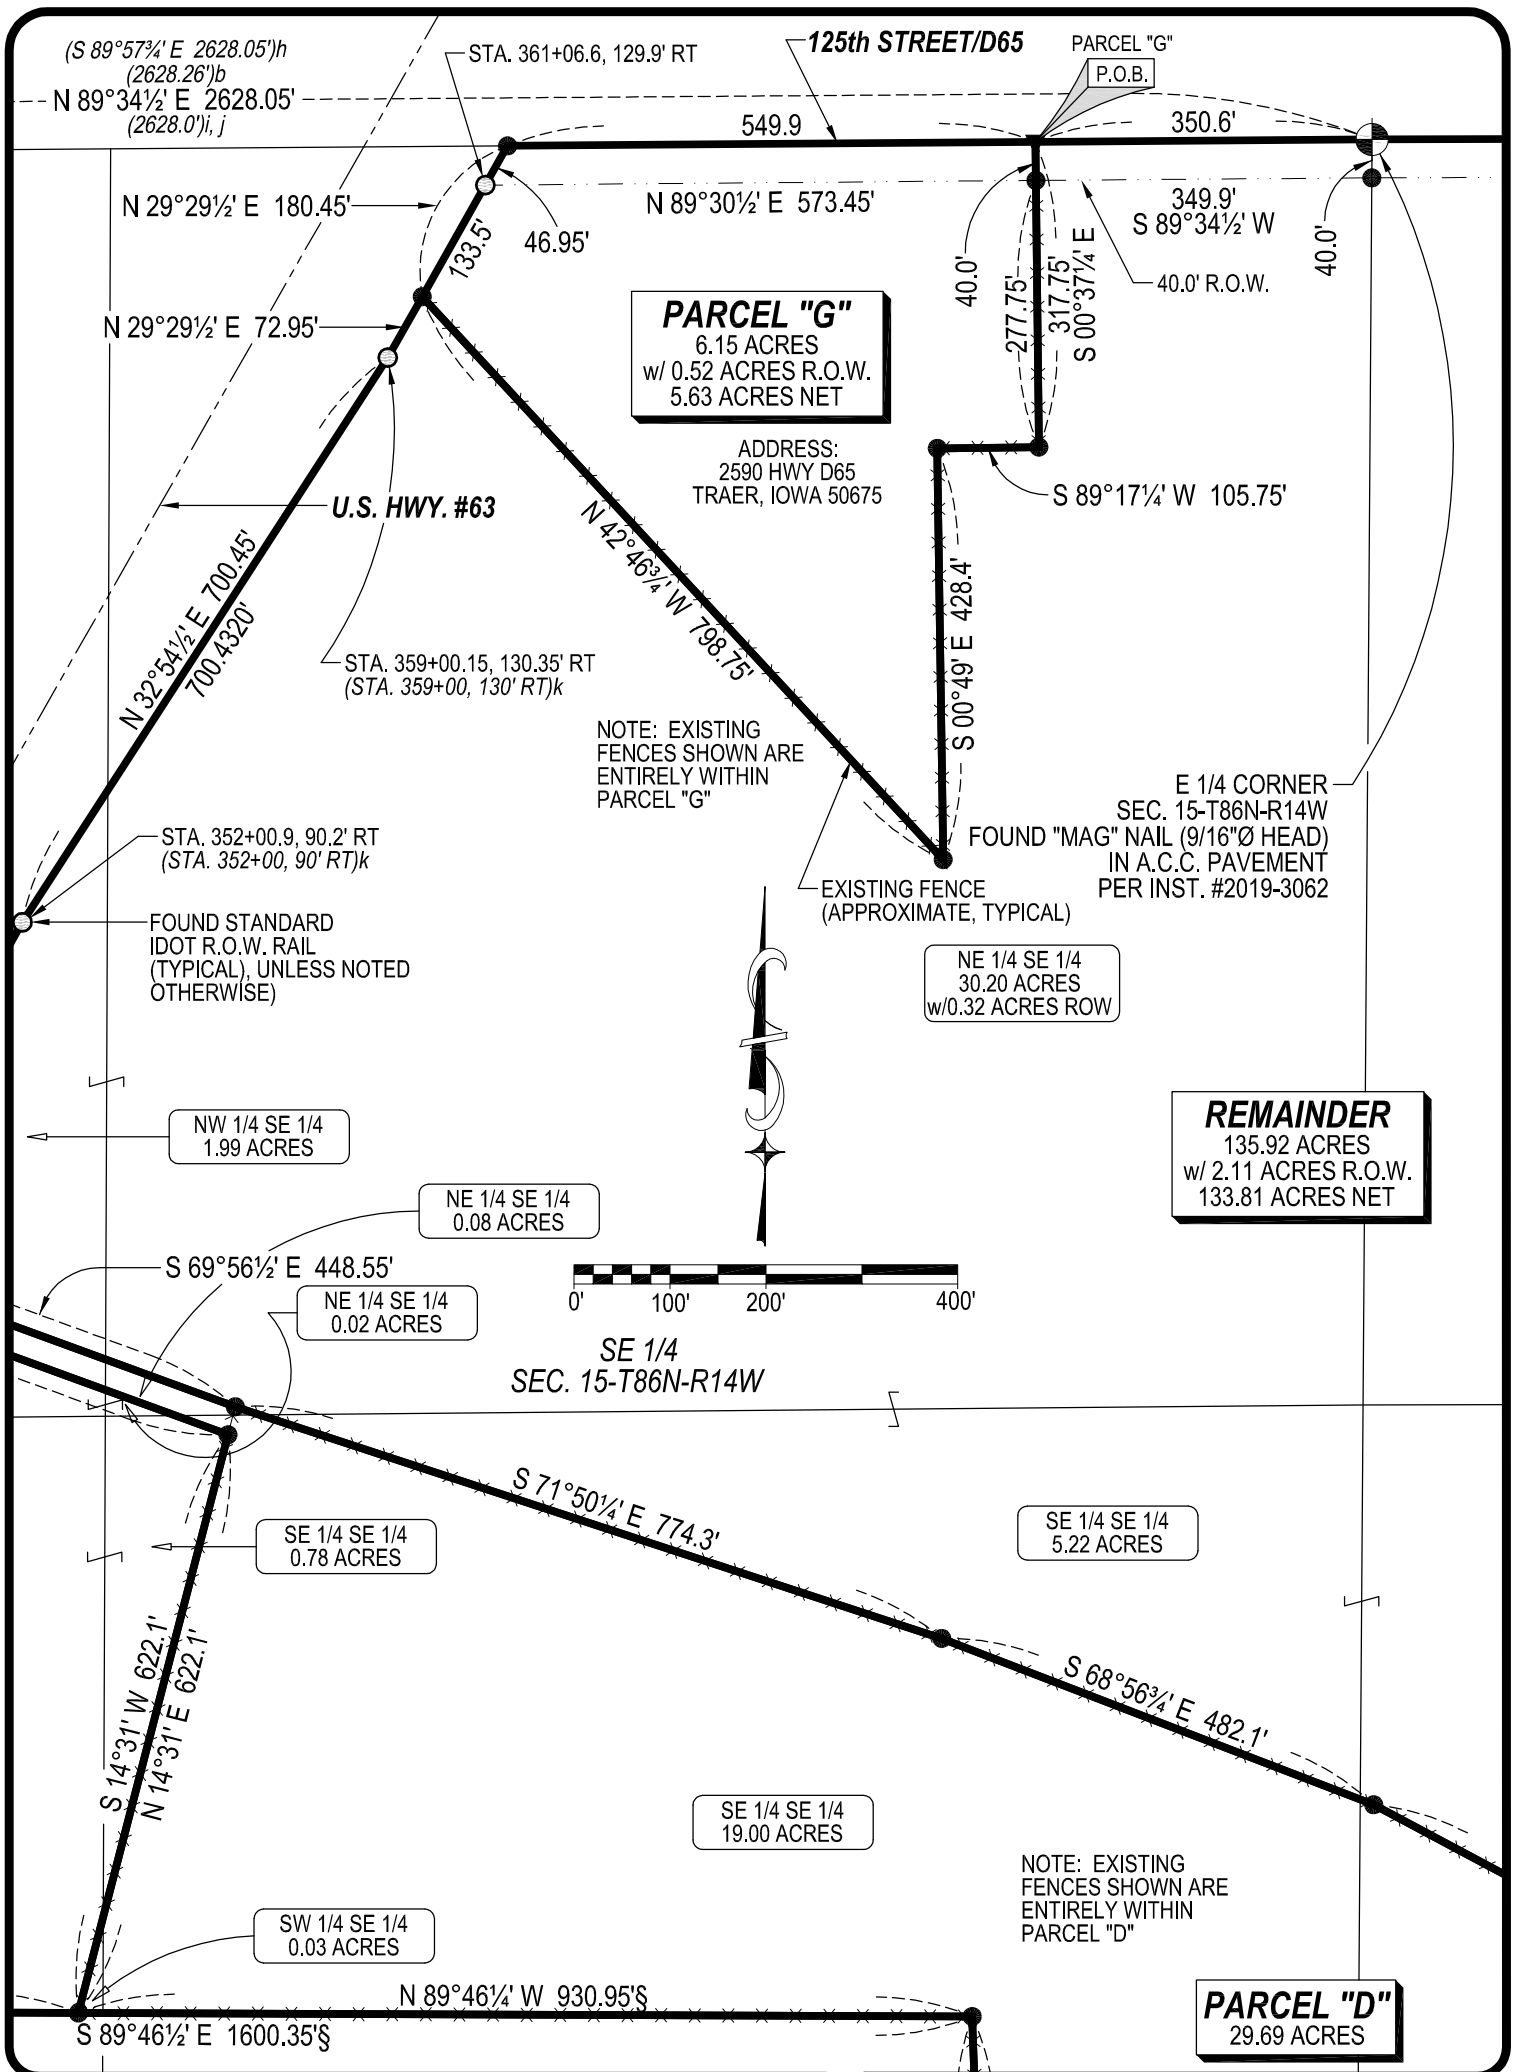 (S 89°57¾' E 2628.05')h
(2628.26')b
N 89°34½' E 2628.05'
(2628.0')i, j
STA. 361+06.6, 129.9' RT
125th STREET/D65
PARCEL "G"
P.O.B.
549.9
350.6'
N 29°29½' E 180.45'
133.5'
46.95'
N 89°30½' E 573.45'
40.0'
349.9'
S 89°34½' W
40.0'
40.0' R.O.W.
277.75'
317.75'
S 00°37¼' E
N 29°29½' E 72.95'
PARCEL "G"
6.15 ACRES
w/ 0.52 ACRES R.O.W.
5.63 ACRES NET
ADDRESS:
2590 HWY D65
TRAER, IOWA 50675
S 89°17¼' W 105.75'
U.S. HWY. #63
N 32°54½' E 700.45'
700.4320'
N 42°46¾' W 798.75'
S 00°49' E 428.4'
STA. 359+00.15, 130.35' RT
(STA. 359+00, 130' RT)k
NOTE: EXISTING
FENCES SHOWN ARE
ENTIRELY WITHIN
PARCEL "G"
E 1/4 CORNER
SEC. 15-T86N-R14W
FOUND "MAG" NAIL (9/16"Ø HEAD)
IN A.C.C. PAVEMENT
PER INST. #2019-3062
STA. 352+00.9, 90.2' RT
(STA. 352+00, 90' RT)k
EXISTING FENCE
(APPROXIMATE, TYPICAL)
FOUND STANDARD
IDOT R.O.W. RAIL
(TYPICAL), UNLESS NOTED
OTHERWISE)
NE 1/4 SE 1/4
30.20 ACRES
w/0.32 ACRES ROW
NW 1/4 SE 1/4
1.99 ACRES
REMAINDER
135.92 ACRES
w/ 2.11 ACRES R.O.W.
133.81 ACRES NET
NE 1/4 SE 1/4
0.08 ACRES
S 69°56½' E 448.55'
NE 1/4 SE 1/4
0.02 ACRES
0'
100'
200'
400'
SE 1/4
SEC. 15-T86N-R14W
S 71°50¼' E 774.3'
SE 1/4 SE 1/4
0.78 ACRES
SE 1/4 SE 1/4
5.22 ACRES
S 14°31' W 622.1'
N 14°31' E 622.1'
S 68°56¾' E 482.1'
SE 1/4 SE 1/4
19.00 ACRES
NOTE: EXISTING
FENCES SHOWN ARE
ENTIRELY WITHIN
PARCEL "D"
SW 1/4 SE 1/4
0.03 ACRES
N 89°46¼' W 930.95'§
S 89°46½' E 1600.35'§
PARCEL "D"
29.69 ACRES